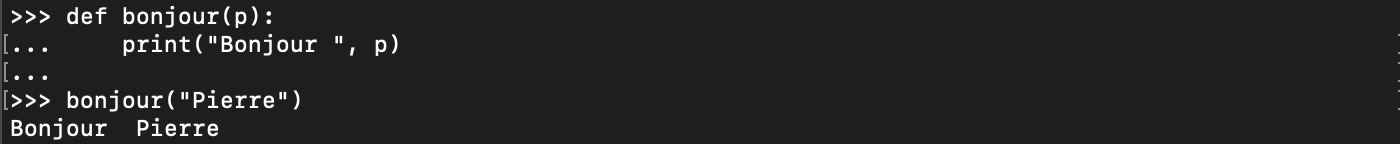 >>> def bonjour(p):
[...     print("Bonjour ", p)
[...
[>>> bonjour("Pierre")
Bonjour  Pierre